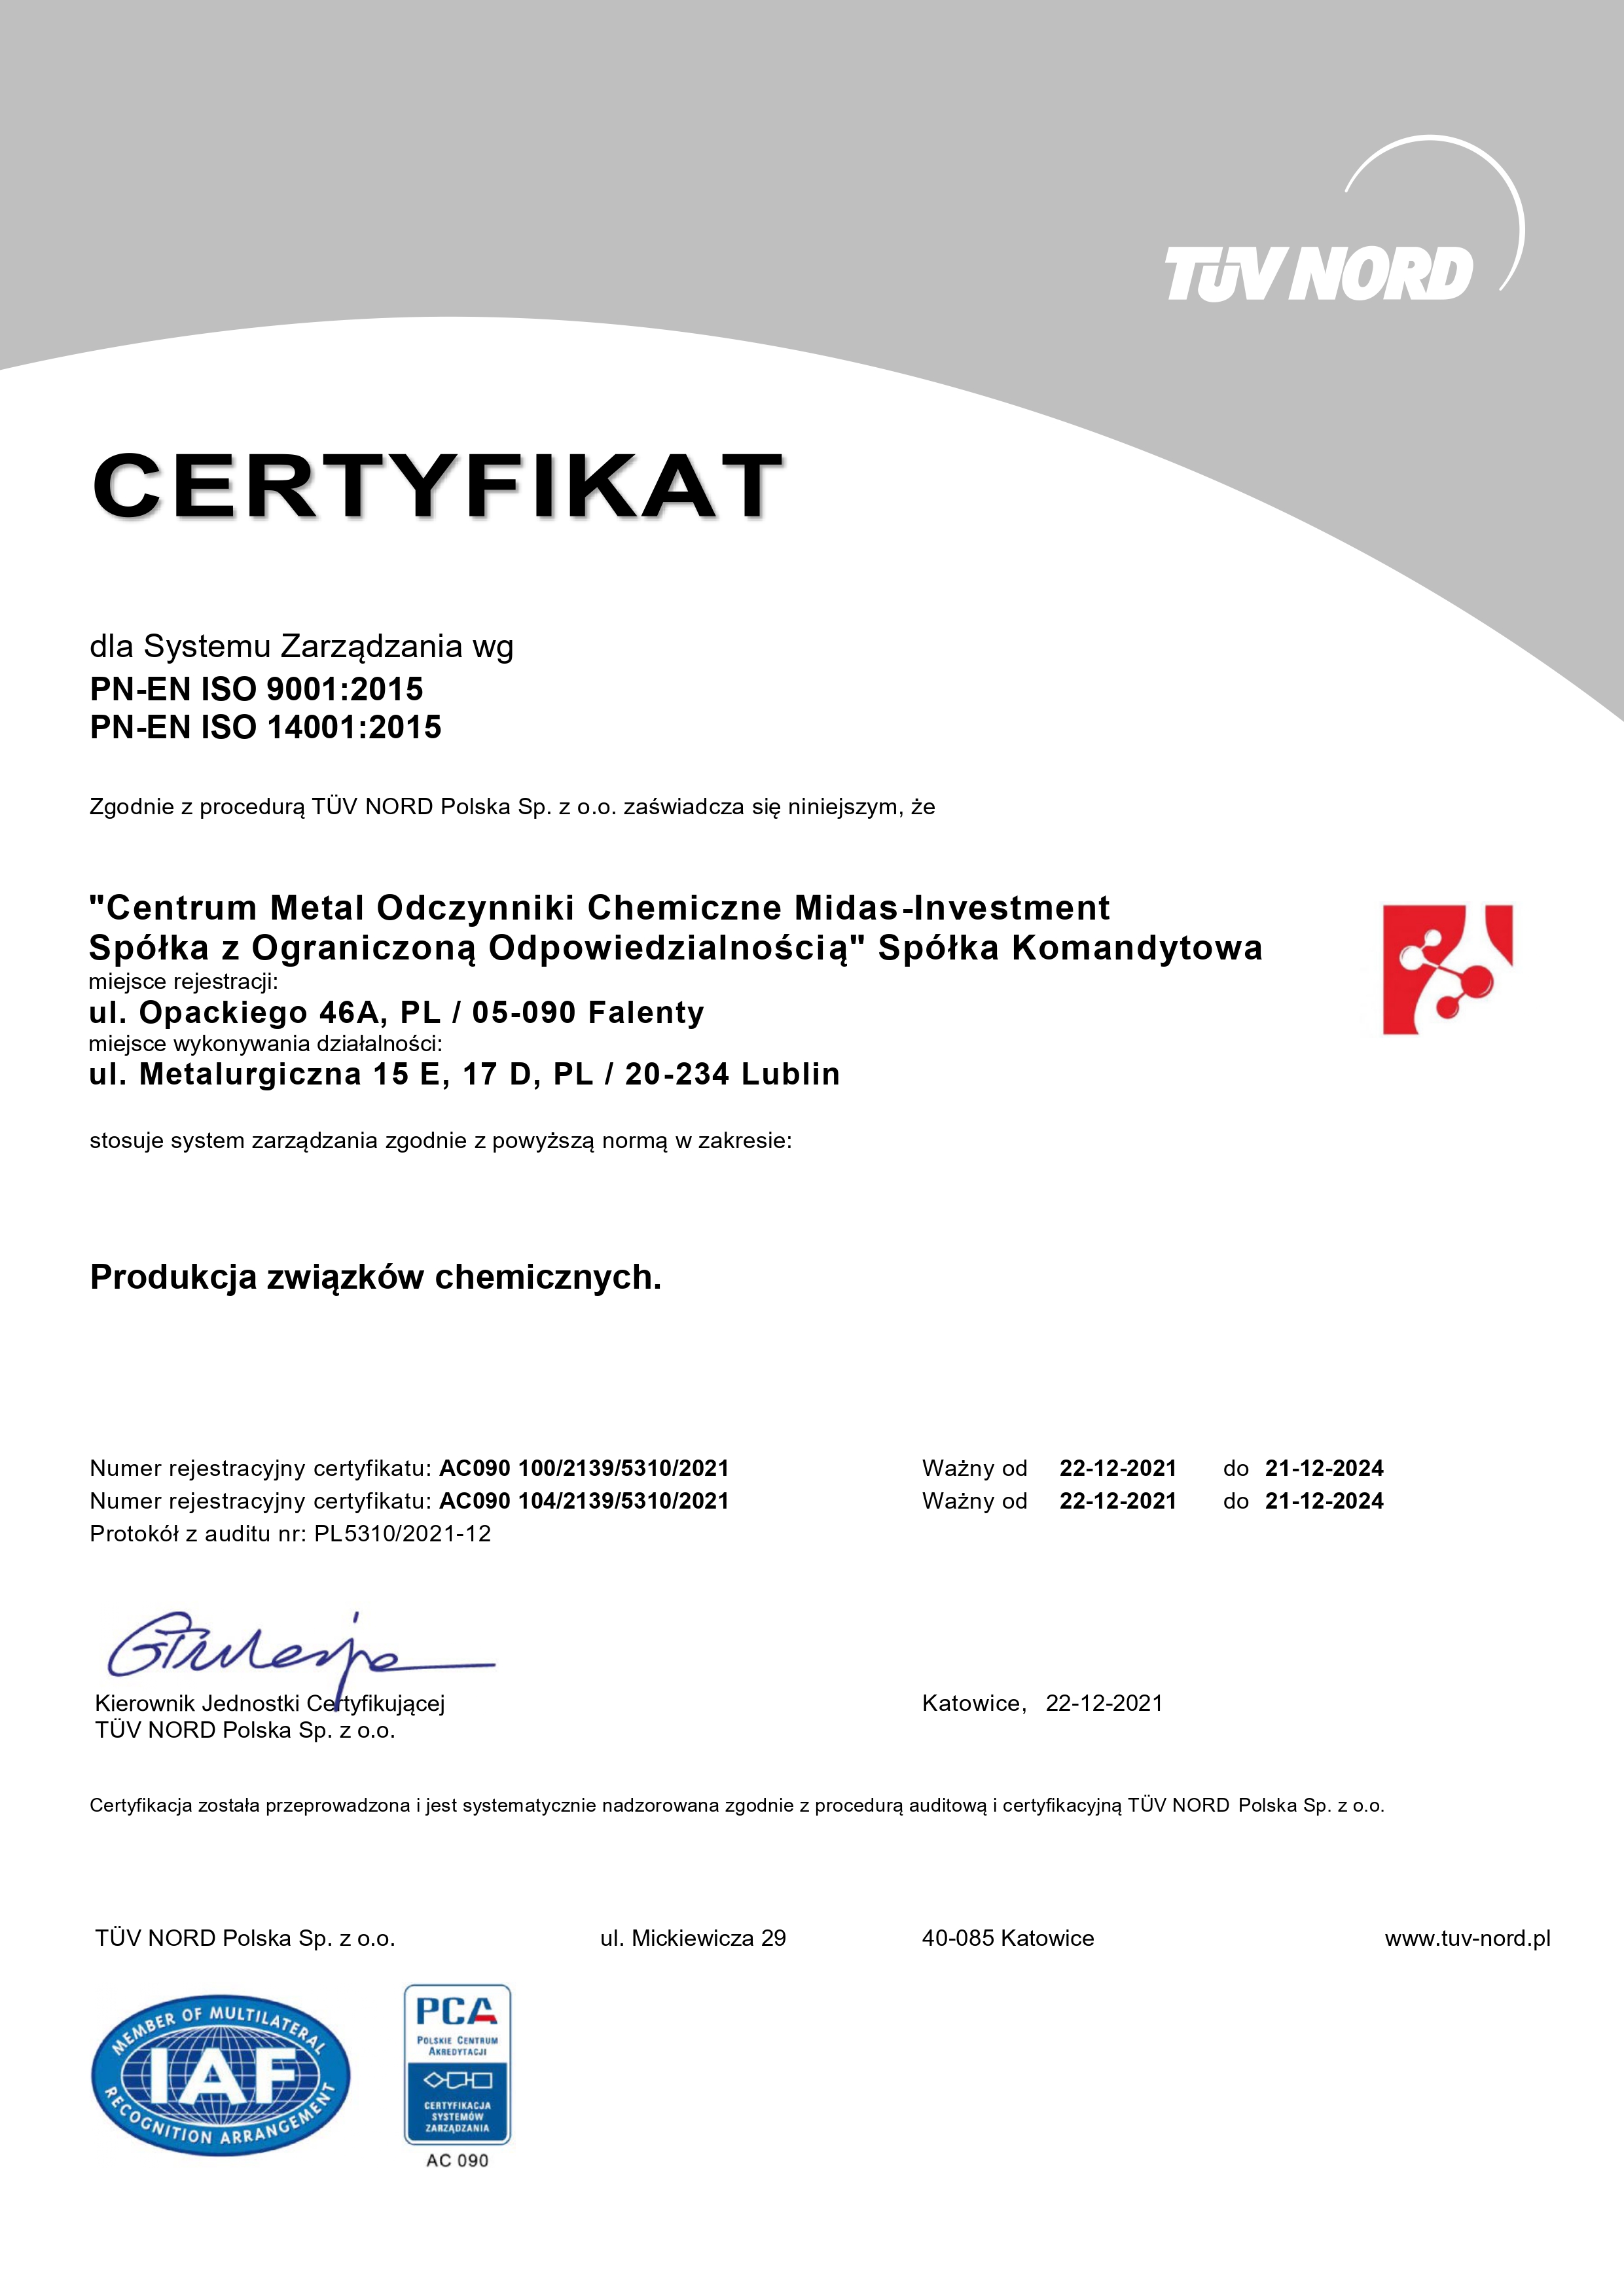 TÜV NORD
CERTYFIKAT
dla Systemu Zarządzania wg
PN-EN ISO 9001:2015
PN-EN ISO 14001:2015
Zgodnie z procedurą TÜV NORD Polska Sp. z o.o. zaświadcza się niniejszym, że
"Centrum Metal Odczynniki Chemiczne Midas-Investment
Spółka z Ograniczoną Odpowiedzialnością" Spółka Komandytowa
miejsce rejestracji:
ul. Opackiego 46A, PL / 05-090 Falenty
miejsce wykonywania działalności:
ul. Metalurgiczna 15 E, 17 D, PL / 20-234 Lublin
stosuje system zarządzania zgodnie z powyższą normą w zakresie:
Produkcja związków chemicznych.
Numer rejestracyjny certyfikatu: AC090 100/2139/5310/2021 Ważny od 22-12-2021 do 21-12-2024
Numer rejestracyjny certyfikatu: AC090 104/2139/5310/2021 Ważny od 22-12-2021 do 21-12-2024
Protokół z auditu nr: PL5310/2021-12
Kierownik Jednostki Certyfikującej Katowice, 22-12-2021
TÜV NORD Polska Sp. z o.o.
Certyfikacja została przeprowadzona i jest systematycznie nadzorowana zgodnie z procedurą auditową i certyfikacyjną TÜV NORD Polska Sp. z o.o.
TÜV NORD Polska Sp. z o.o. ul. Mickiewicza 29 40-085 Katowice www.tuv-nord.pl
MEMBER OF MULTILATERAL
IAF
RECOGNITION ARRANGEMENT
PCA
POLSKIE CENTRUM
AKREDYTACJI
CERTYFIKACJA
SYSTEMÓW
ZARZĄDZANIA
AC 090